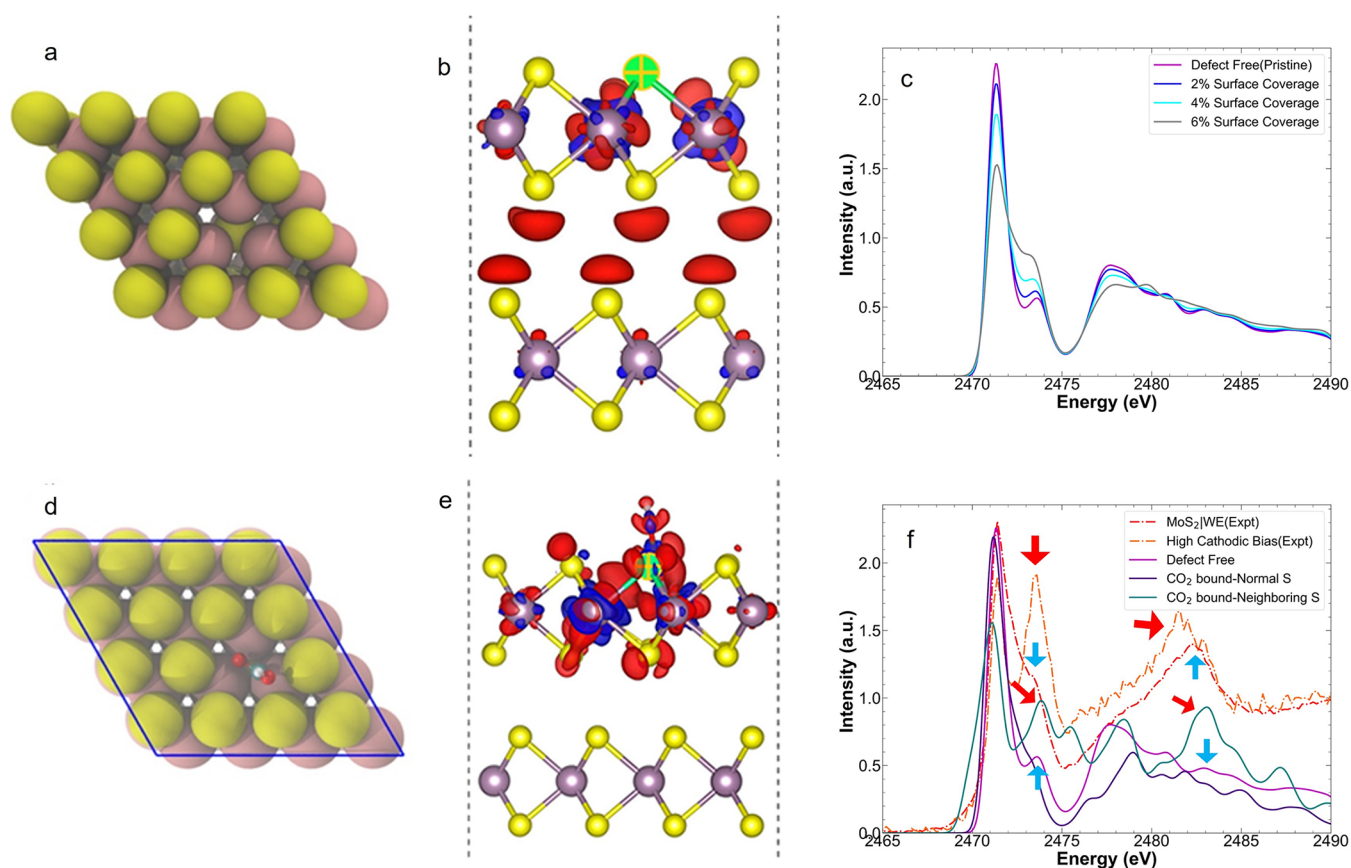 a
b
c
Defect Free(Pristine)
2% Surface Coverage
4% Surface Coverage
6% Surface Coverage
Intensity (a.u.)
2.0
1.5
1.0
0.5
0.0
2465 2470 2475 2480 2485 2490
Energy (eV)
d
e
f
MoS₂|WE(Expt)
High Cathodic Bias(Expt)
Defect Free
CO₂ bound-Normal S
CO₂ bound-Neighboring S
Intensity (a.u.)
2.0
1.5
1.0
0.5
0.0
2465 2470 2475 2480 2485 2490
Energy (eV)